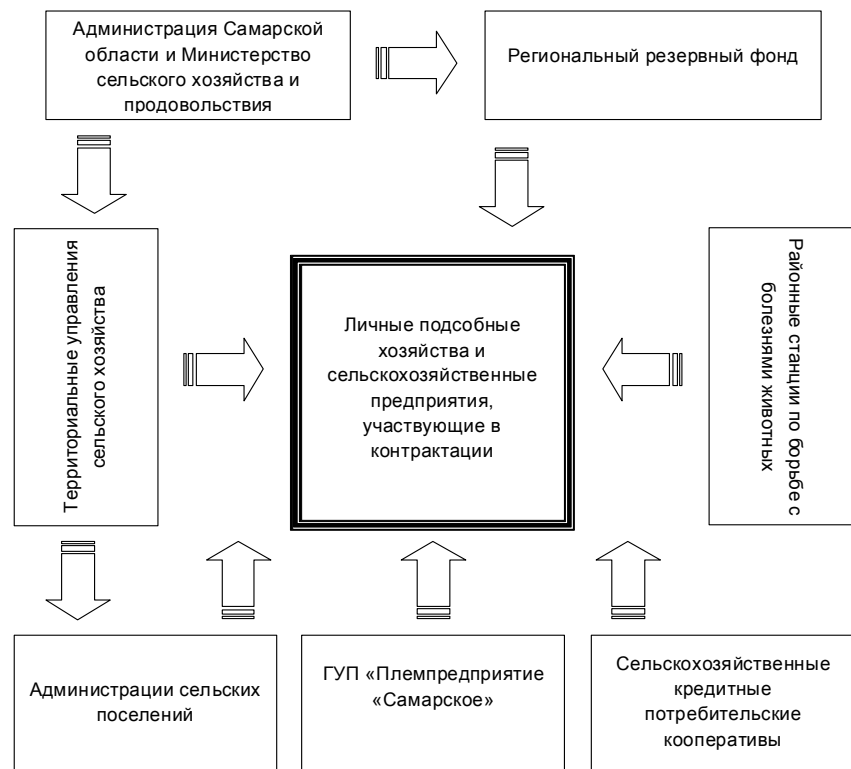 Администрация Самарской
области и Министерство
сельского хозяйства и
продовольствия
Региональный резервный фонд
Территориальные управления
сельского хозяйства
Личные подсобные
хозяйства и
сельскохозяйственные
предприятия,
участвующие в
контрактации
Районные станции по борьбе с
болезнями животных
Администрации сельских
поселений
ГУП «Племпредприятие
«Самарское»
Сельскохозяйственные
кредитные
потребительские
кооперативы